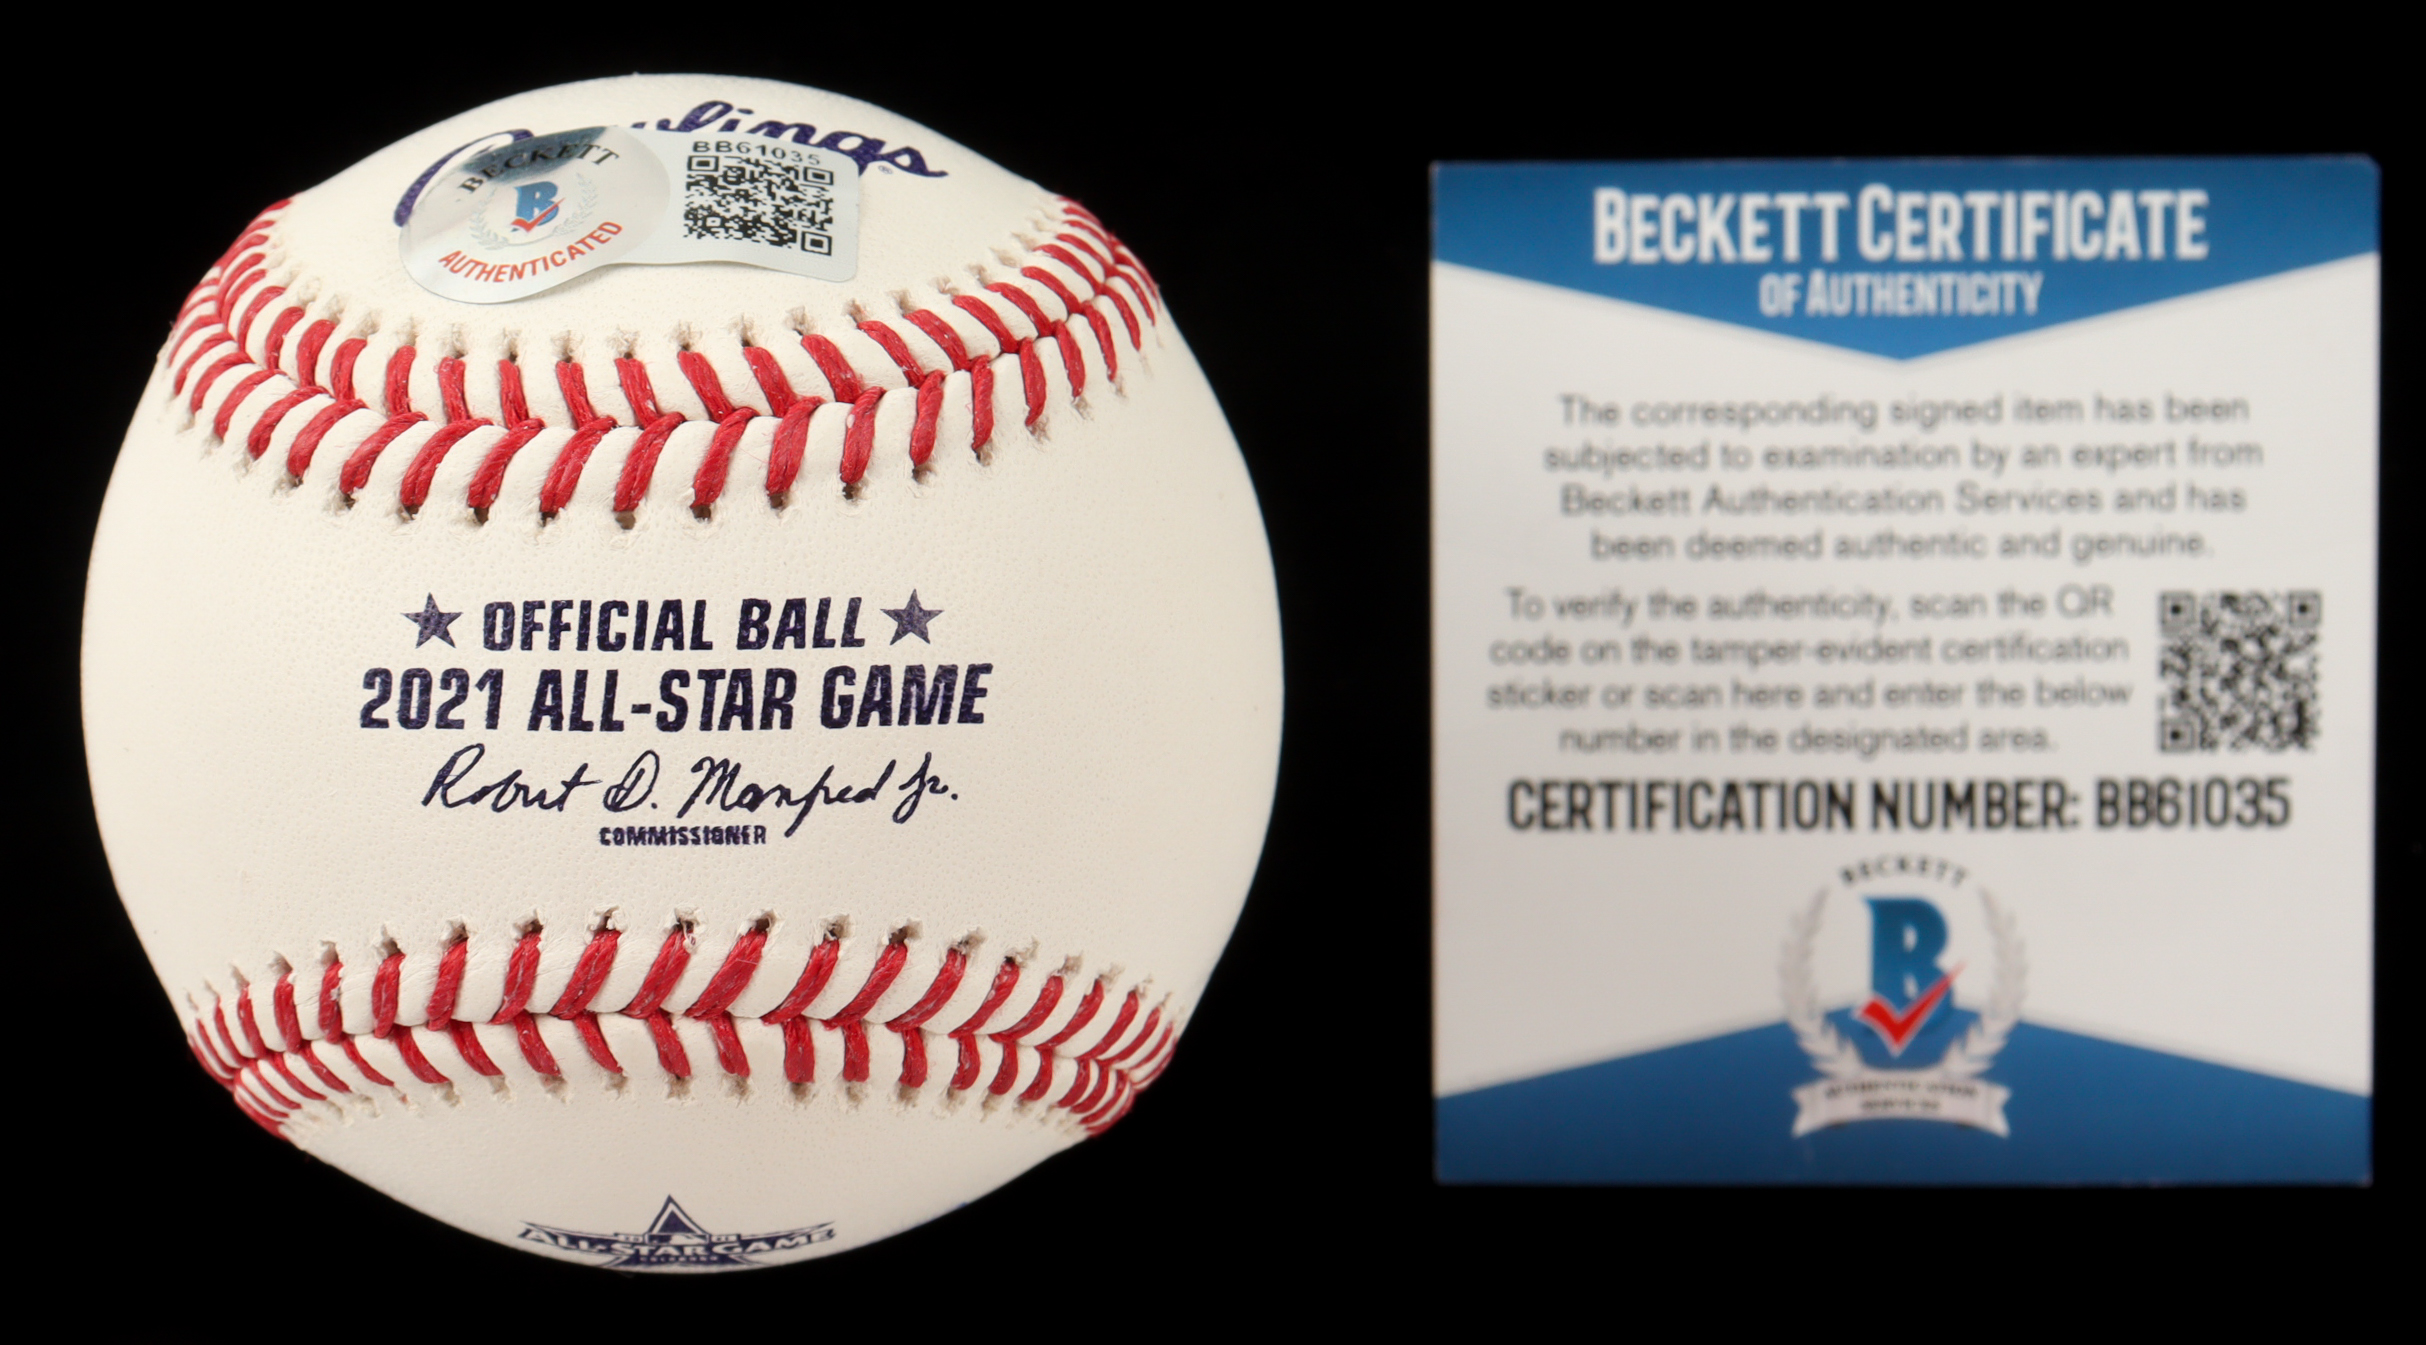 Rawlings
BECKETT
AUTHENTICATED
BB61035
OFFICIAL BALL
2021 ALL-STAR GAME
Robert D. Manfred Jr.
COMMISSIONER
ALL-STAR GAME
BECKETT CERTIFICATE
OF AUTHENTICITY
The corresponding signed item has been
subjected to examination by an expert from
Beckett Authentication Services and has
been deemed authentic and genuine.
To verify the authenticity, scan the QR
code on the tamper-evident certification
sticker or scan here and enter the below
number in the designated area.
CERTIFICATION NUMBER: BB61035
BECKETT
B
AUTHENTICATION
SERVICES